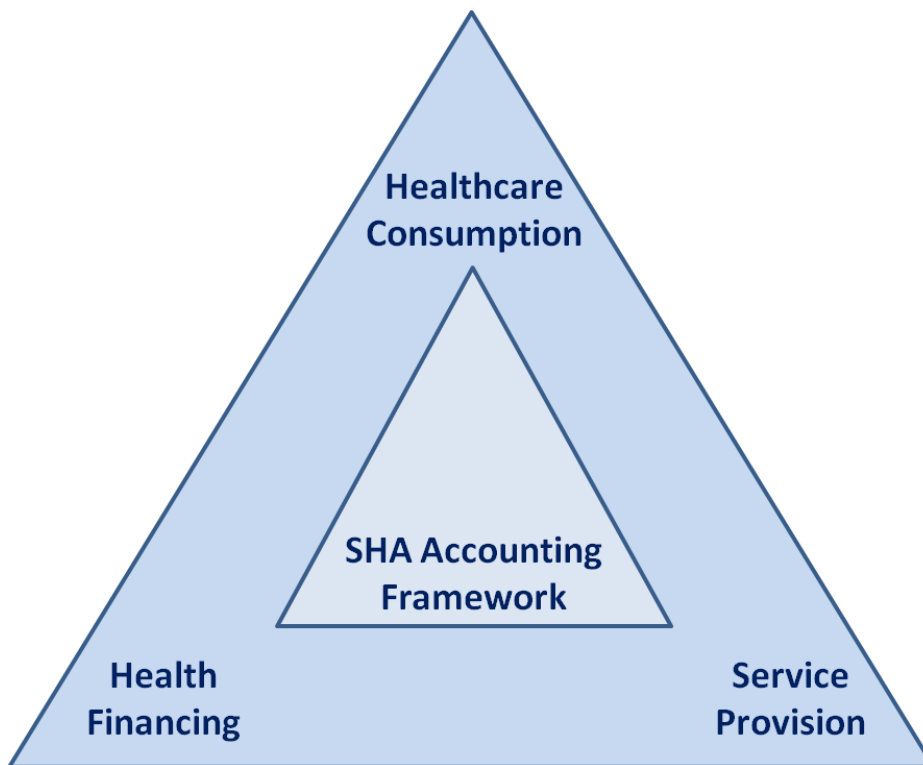 Healthcare
Consumption
SHA Accounting
Framework
Health
Financing
Service
Provision